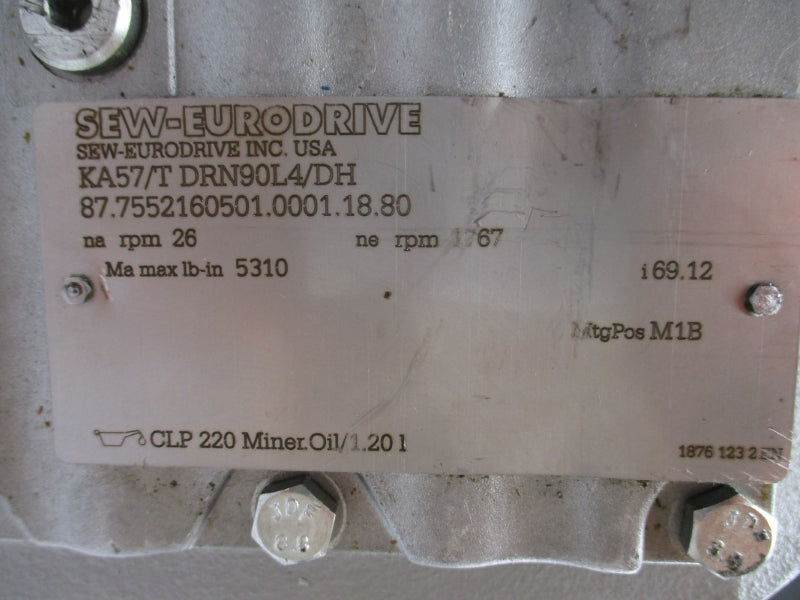 SEW-EURODRIVE
SEW-EURODRIVE INC. USA
KA57/T DRN90L4/DH
87.7552160501.0001.18.80
na rpm 26 ne rpm 1767
Ma max lb-in 5310 i 69.12
MtgPos M1B
CLP 220 Miner.Oil/1.20 l
1876 123 2 EN